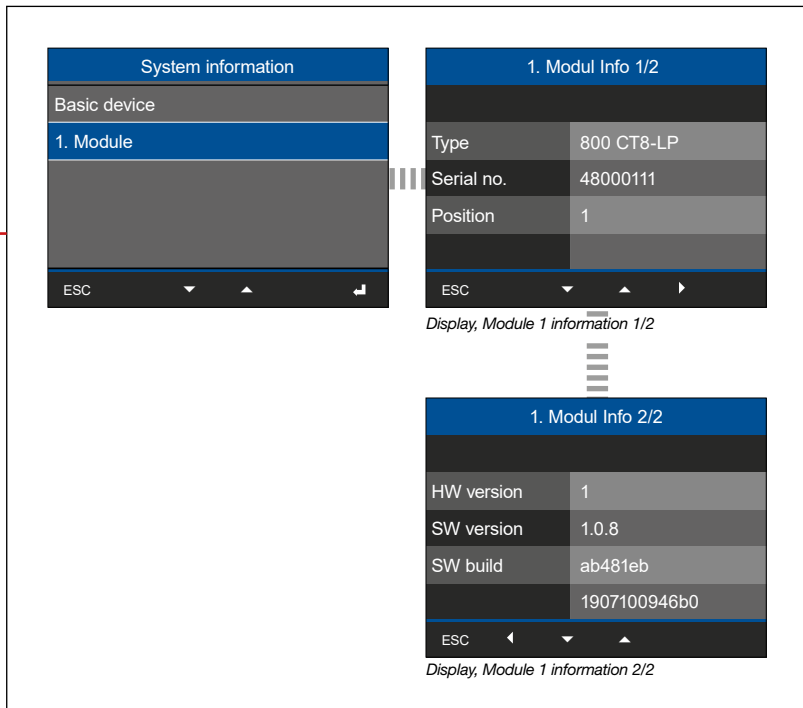 System information
Basic device
1. Module
ESC
1. Modul Info 1/2
Type 800 CT8-LP
Serial no. 48000111
Position 1
ESC
Display, Module 1 information 1/2
1. Modul Info 2/2
HW version 1
SW version 1.0.8
SW build ab481eb
1907100946b0
ESC
Display, Module 1 information 2/2